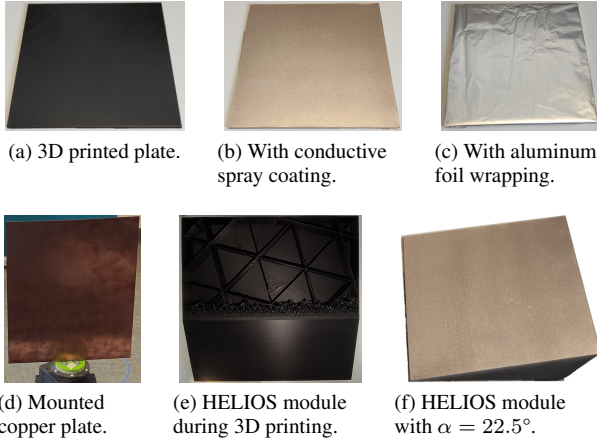 (a) 3D printed plate.
(b) With conductive
spray coating.
(c) With aluminum
foil wrapping.
(d) Mounted
copper plate.
(e) HELIOS module
during 3D printing.
(f) HELIOS module
with α = 22.5°.